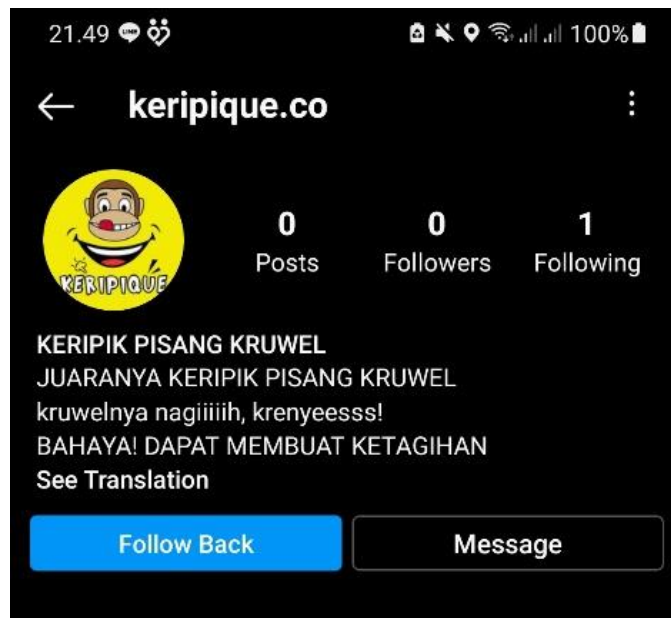 21.49 100%
keripique.co
KERIPIQUE
0 0 1
Posts Followers Following
KERIPIK PISANG KRUWEL
JUARANYA KERIPIK PISANG KRUWEL
kruwelnya nagiiiiih, krenyeesss!
BAHAYA! DAPAT MEMBUAT KETAGIHAN
See Translation
Follow Back Message